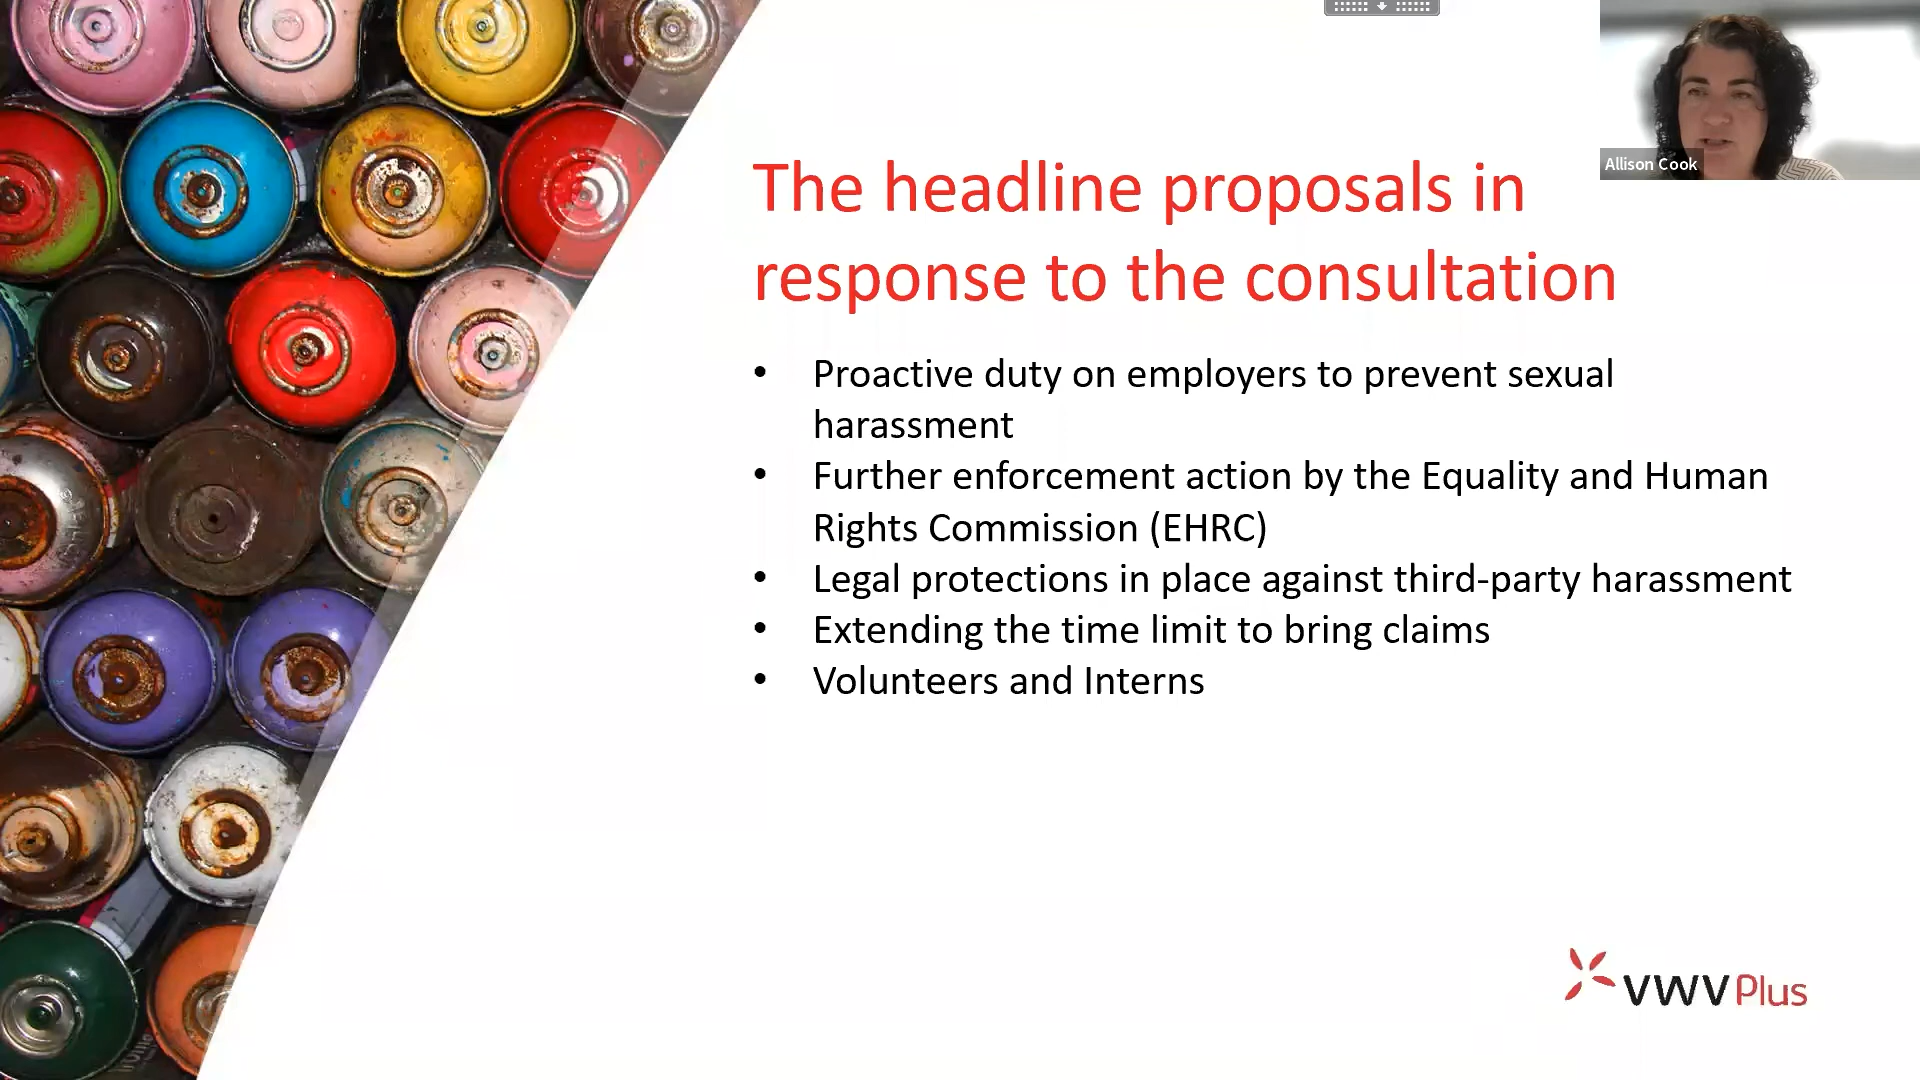 Allison Cook
The headline proposals in
response to the consultation
• Proactive duty on employers to prevent sexual
harassment
• Further enforcement action by the Equality and Human
Rights Commission (EHRC)
• Legal protections in place against third-party harassment
• Extending the time limit to bring claims
• Volunteers and Interns
VWV Plus